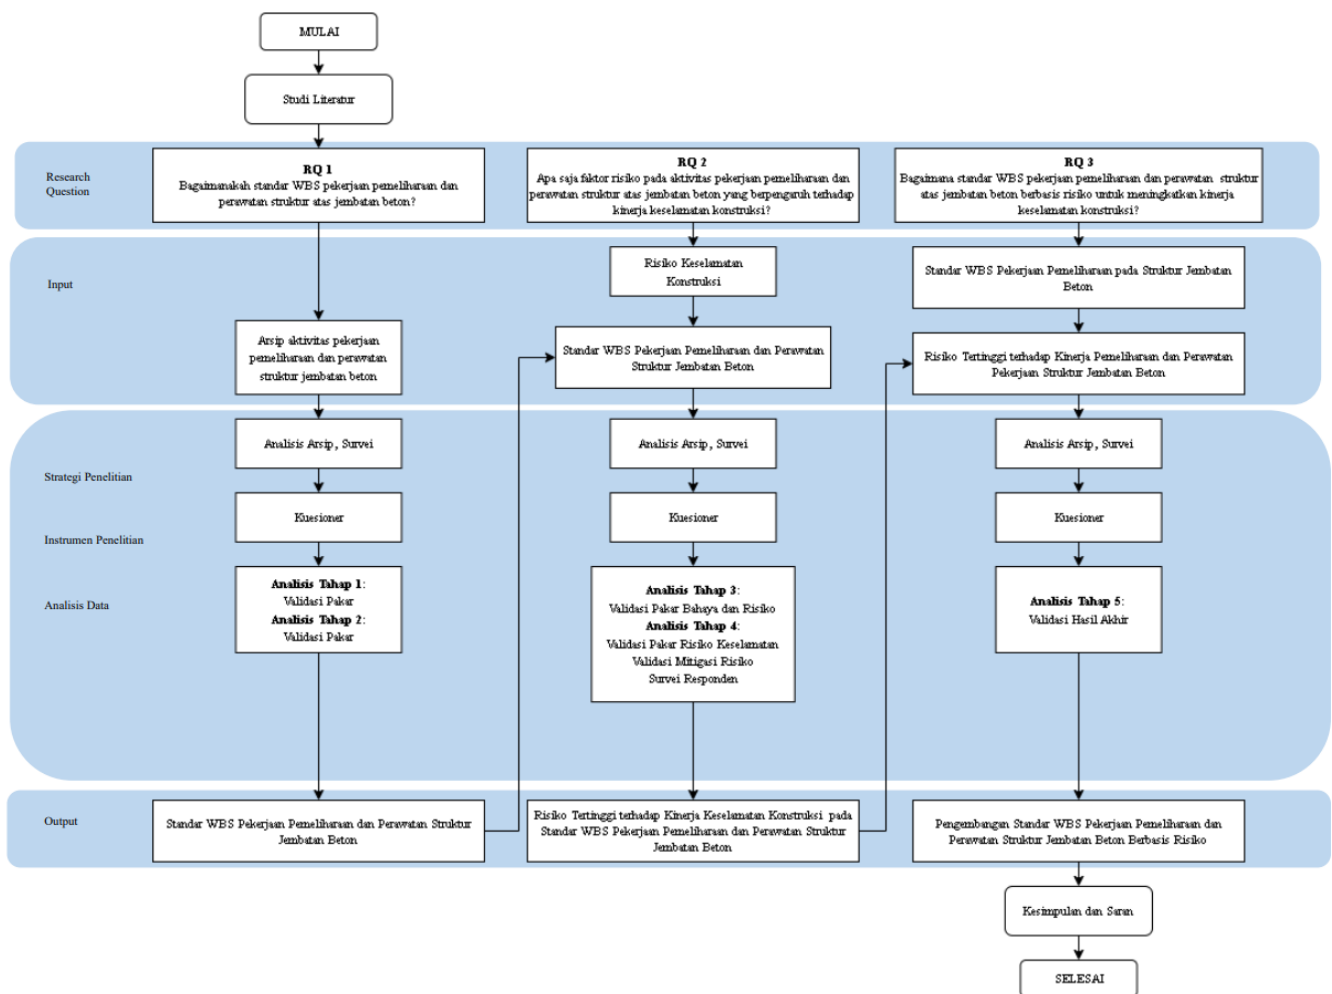 MULAI
Studi Literatur
Research
Question
RQ 1
Bagaimanakah standar WBS pekerjaan pemeliharaan dan
perawatan struktur atas jembatan beton?
RQ 2
Apa saja faktor risiko pada aktivitas pekerjaan pemeliharaan dan
perawatan struktur atas jembatan beton yang berpengaruh terhadap
kinerja keselamatan konstruksi?
RQ 3
Bagaimana standar WBS pekerjaan pemeliharaan dan perawatan struktur
atas jembatan beton berbasis risiko untuk meningkatkan kinerja
keselamatan konstruksi?
Input
Arsip aktivitas pekerjaan
pemeliharaan dan perawatan
struktur jembatan beton
Risiko Keselamatan
Konstruksi
Standar WBS Pekerjaan Pemeliharaan dan Perawatan
Struktur Jembatan Beton
Standar WBS Pekerjaan Pemeliharaan pada Struktur Jembatan
Beton
Risiko Tertinggi terhadap Kinerja Pemeliharaan dan Perawatan
Pekerjaan Struktur Jembatan Beton
Strategi Penelitian
Analisis Arsip, Survei
Analisis Arsip, Survei
Analisis Arsip, Survei
Instrumen Penelitian
Kuesioner
Kuesioner
Kuesioner
Analisis Data
Analisis Tahap 1:
Validasi Pakar
Analisis Tahap 2:
Validasi Pakar
Analisis Tahap 3:
Validasi Pakar Bahaya dan Risiko
Analisis Tahap 4:
Validasi Pakar Risiko Keselamatan
Validasi Mitigasi Risiko
Survei Responden
Analisis Tahap 5:
Validasi Hasil Akhir
Output
Standar WBS Pekerjaan Pemeliharaan dan Perawatan Struktur
Jembatan Beton
Risiko Tertinggi terhadap Kinerja Keselamatan Konstruksi pada
Standar WBS Pekerjaan Pemeliharaan dan Perawatan Struktur
Jembatan Beton
Pengembangan Standar WBS Pekerjaan Pemeliharaan dan
Perawatan Struktur Jembatan Beton Berbasis Risiko
Kesimpulan dan Saran
SELESAI